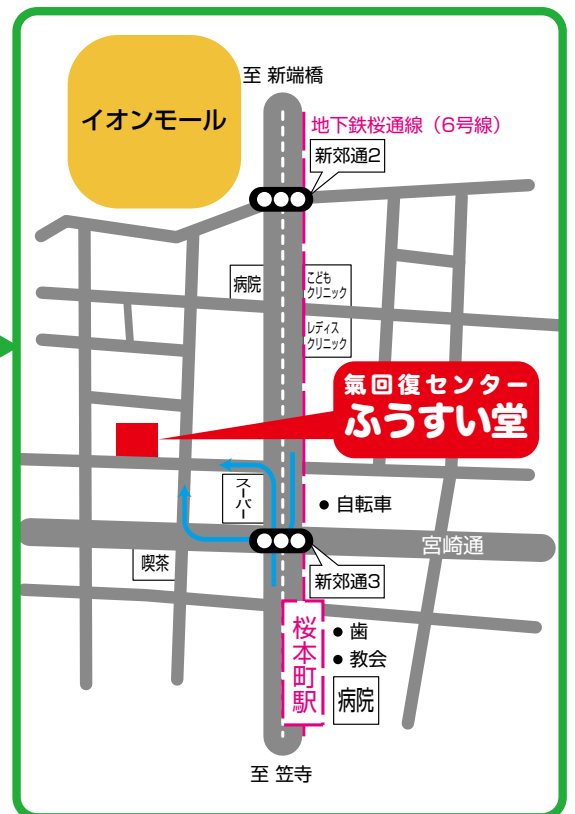 至 新端橋
イオンモール
地下鉄桜通線（6号線）
新郊通2
病院
こども
クリニック
レディス
クリニック
氣回復センター
ふうすい堂
スーパー
自転車
宮崎通
喫茶
新郊通3
桜本町駅
歯
教会
病院
至 笠寺